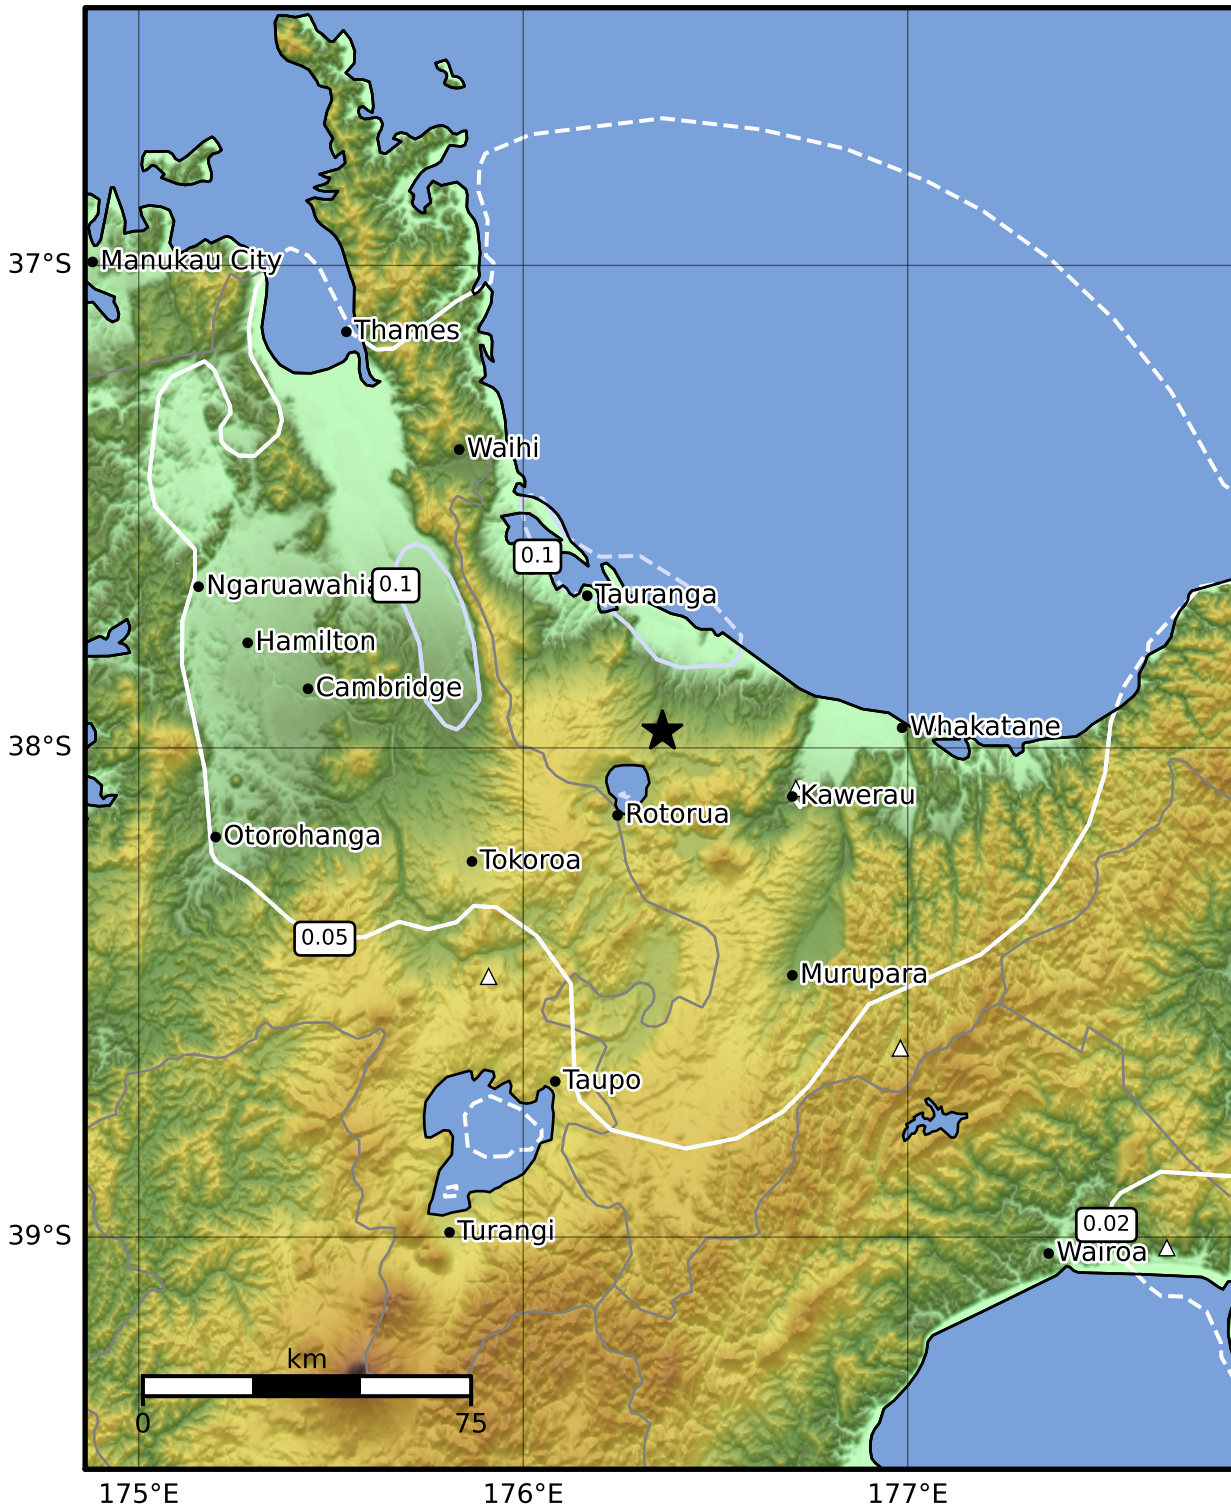 37°S
Manukau City
Thames
Waihi
0.1
0.1
Ngaruawahia
Tauranga
Hamilton
Cambridge
Whakatane
38°S
Kawerau
Rotorua
Otorohanga
Tokoroa
0.05
Murupara
Taupo
0.02
39°S
Turangi
Wairoa
km
0
75
175°E
176°E
177°E